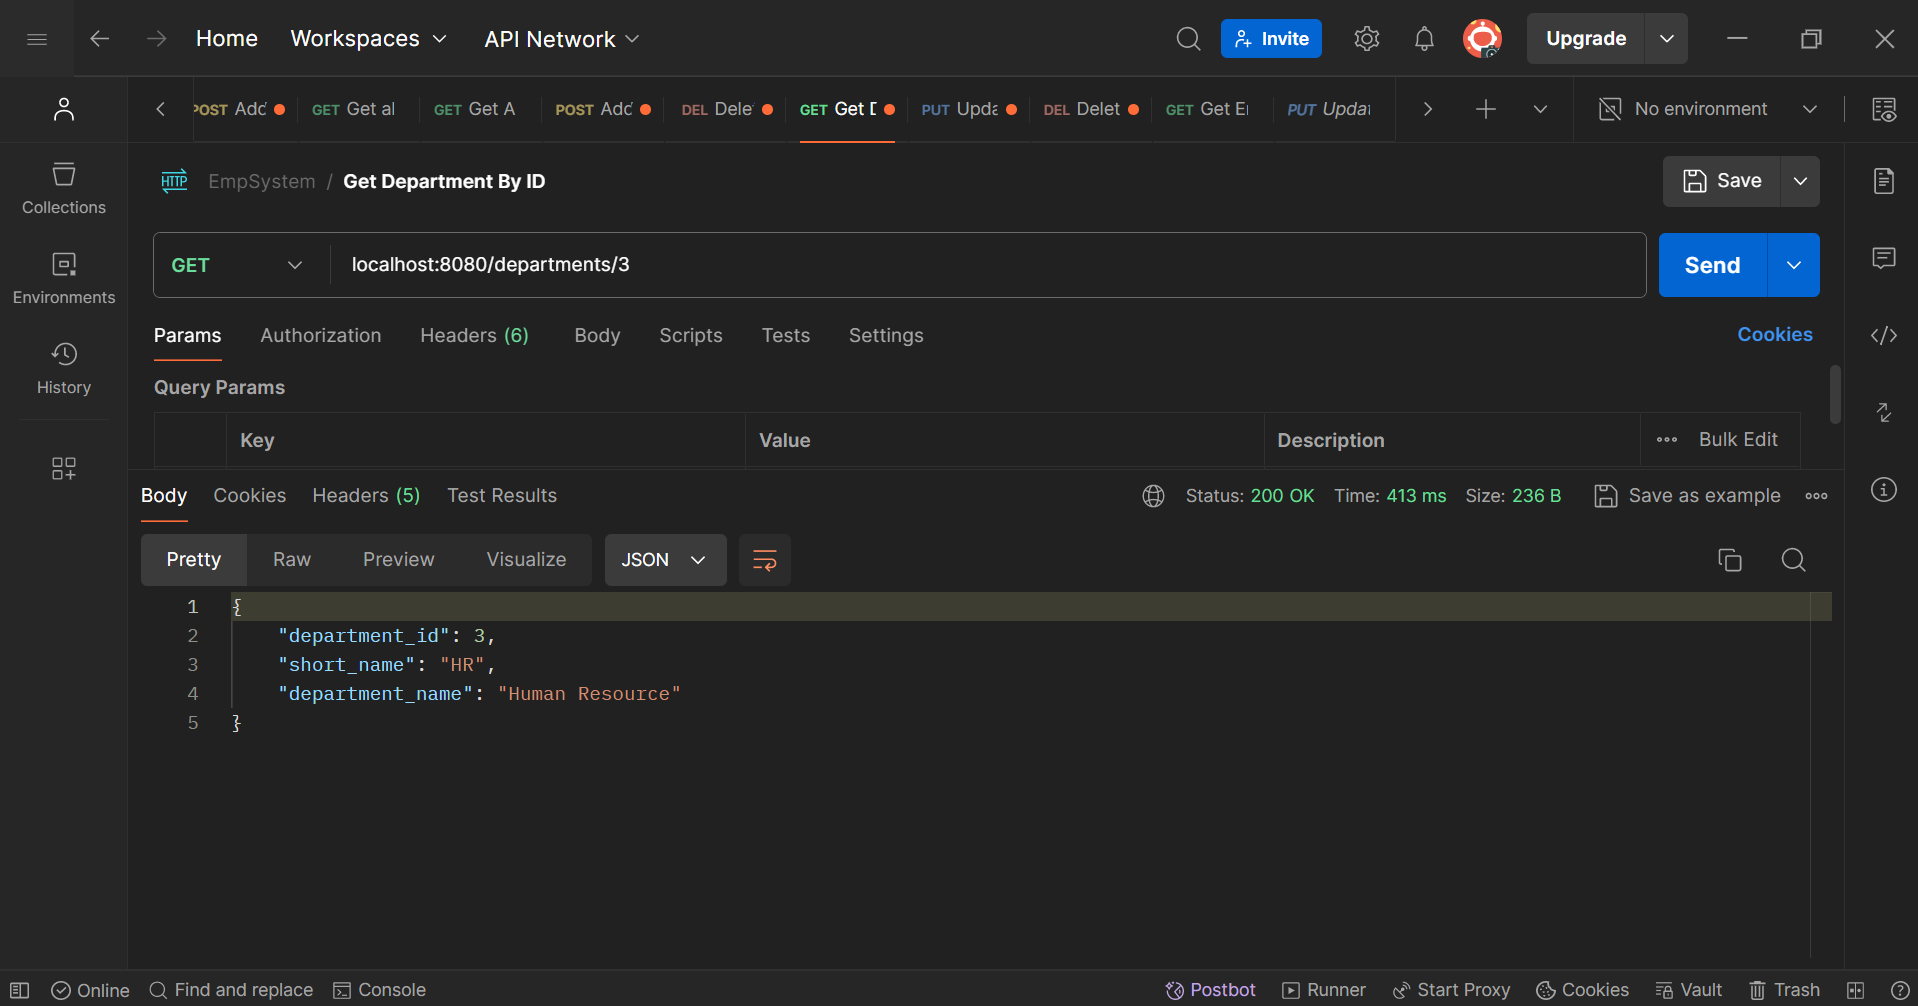 Home Workspaces API Network Invite Upgrade
POST Add GET Get al GET Get A POST Add DEL Dele GET Get D PUT Upda DEL Delet GET Get E PUT Updat No environment
HTTP EmpSystem / Get Department By ID Save
GET localhost:8080/departments/3 Send
Params Authorization Headers (6) Body Scripts Tests Settings Cookies
Query Params
Key Value Description Bulk Edit
Collections
Environments
History
Body Cookies Headers (5) Test Results Status: 200 OK Time: 413 ms Size: 236 B Save as example
Pretty Raw Preview Visualize JSON
1 {
2 "department_id": 3,
3 "short_name": "HR",
4 "department_name": "Human Resource"
5 }
Online Find and replace Console Postbot Runner Start Proxy Cookies Vault Trash